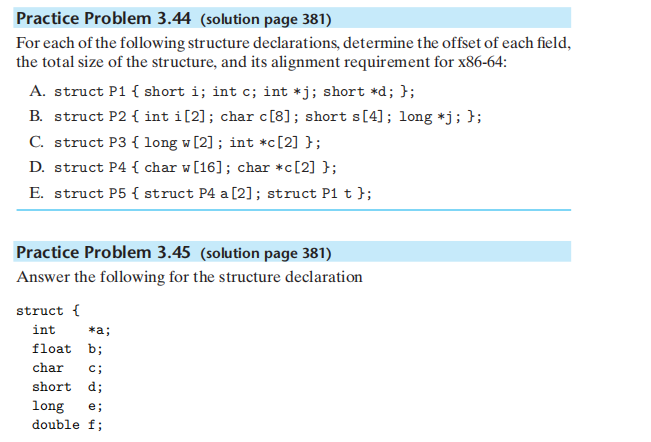 Practice Problem 3.44 (solution page 381)
For each of the following structure declarations, determine the offset of each field,
the total size of the structure, and its alignment requirement for x86-64:
A. struct P1 { short i; int c; int *j; short *d; };
B. struct P2 { int i[2]; char c[8]; short s[4]; long *j; };
C. struct P3 { long w[2]; int *c[2] };
D. struct P4 { char w[16]; char *c[2] };
E. struct P5 { struct P4 a[2]; struct P1 t };
Practice Problem 3.45 (solution page 381)
Answer the following for the structure declaration
struct {
int *a;
float b;
char c;
short d;
long e;
double f;